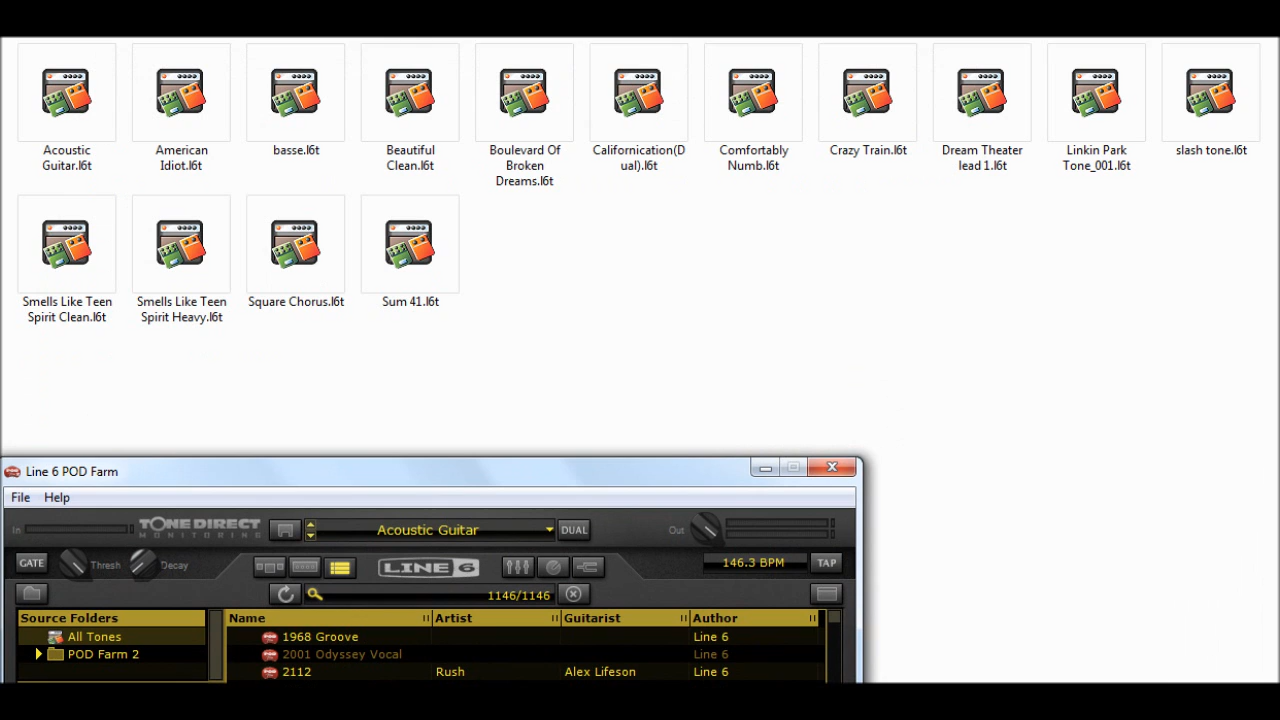 Acoustic Guitar.l6t
American Idiot.l6t
basse.l6t
Beautiful Clean.l6t
Boulevard Of Broken Dreams.l6t
Californication(Dual).l6t
Comfortably Numb.l6t
Crazy Train.l6t
Dream Theater lead 1.l6t
Linkin Park Tone_001.l6t
slash tone.l6t
Smells Like Teen Spirit Clean.l6t
Smells Like Teen Spirit Heavy.l6t
Square Chorus.l6t
Sum 41.l6t
Line 6 POD Farm
File Help
In TONEDIRECT MONITORING Acoustic Guitar DUAL Out
GATE Thresh Decay LINE 6 146.3 BPM TAP
1146/1146
Source Folders Name Artist Guitarist Author
All Tones 1968 Groove Line 6
POD Farm 2 2001 Odyssey Vocal Line 6
2112 Rush Alex Lifeson Line 6